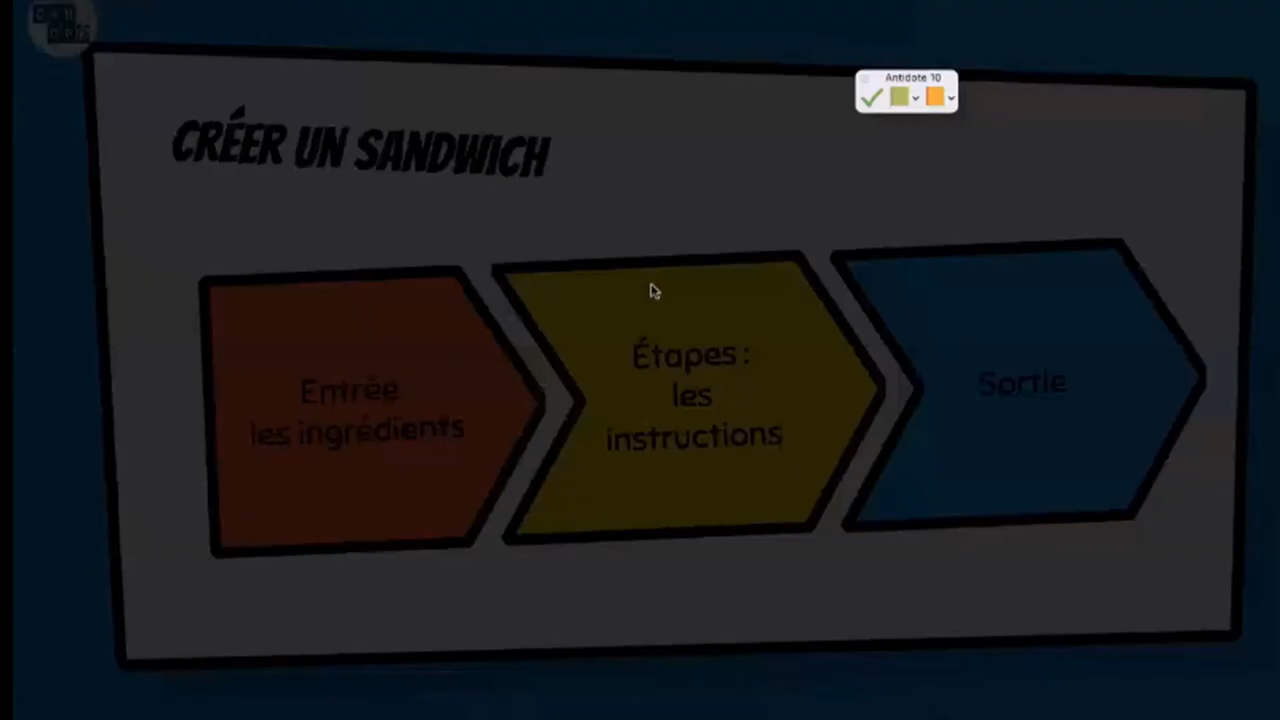 Antidote 10
CRÉER UN SANDWICH
Entrée
les ingrédients
Étapes :
les
instructions
Sortie